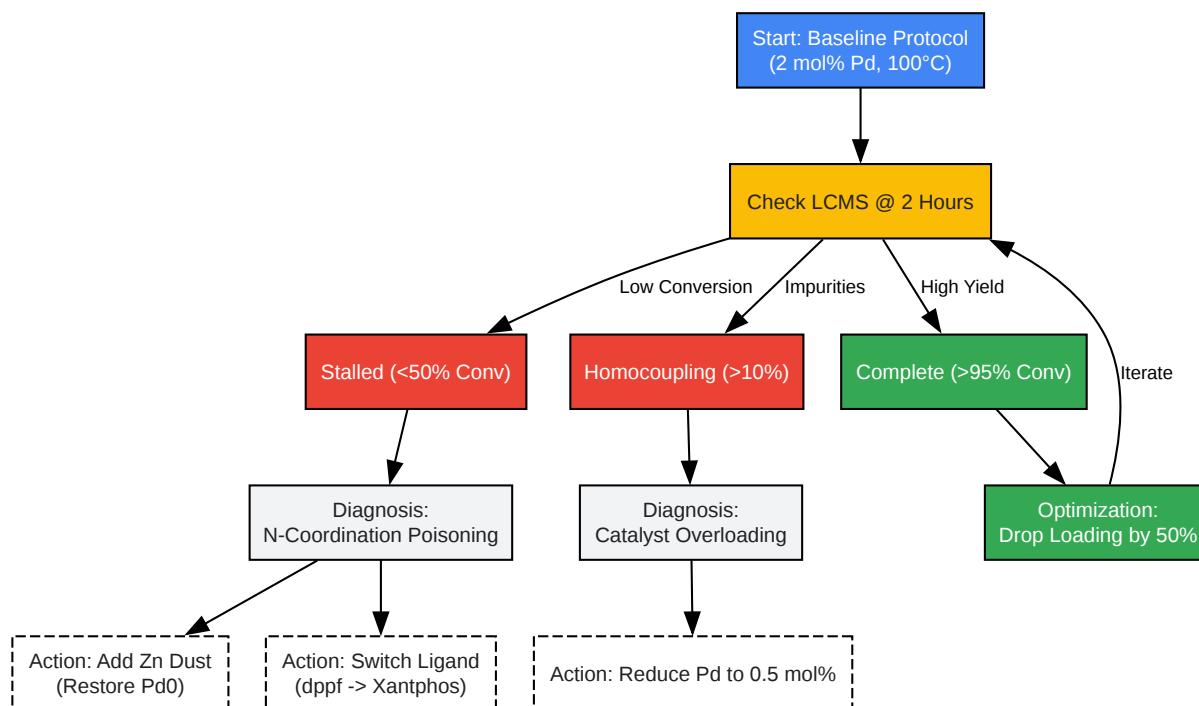 Start: Baseline Protocol
(2 mol% Pd, 100°C)
Check LCMS @ 2 Hours
Low Conversion
Impurities
High Yield
Stalled (<50% Conv)
Homocoupling (>10%)
Complete (>95% Conv)
Iterate
Diagnosis:
N-Coordination Poisoning
Diagnosis:
Catalyst Overloading
Optimization:
Drop Loading by 50%
Action: Add Zn Dust
(Restore Pd0)
Action: Switch Ligand
(dppf -> Xantphos)
Action: Reduce Pd to 0.5 mol%